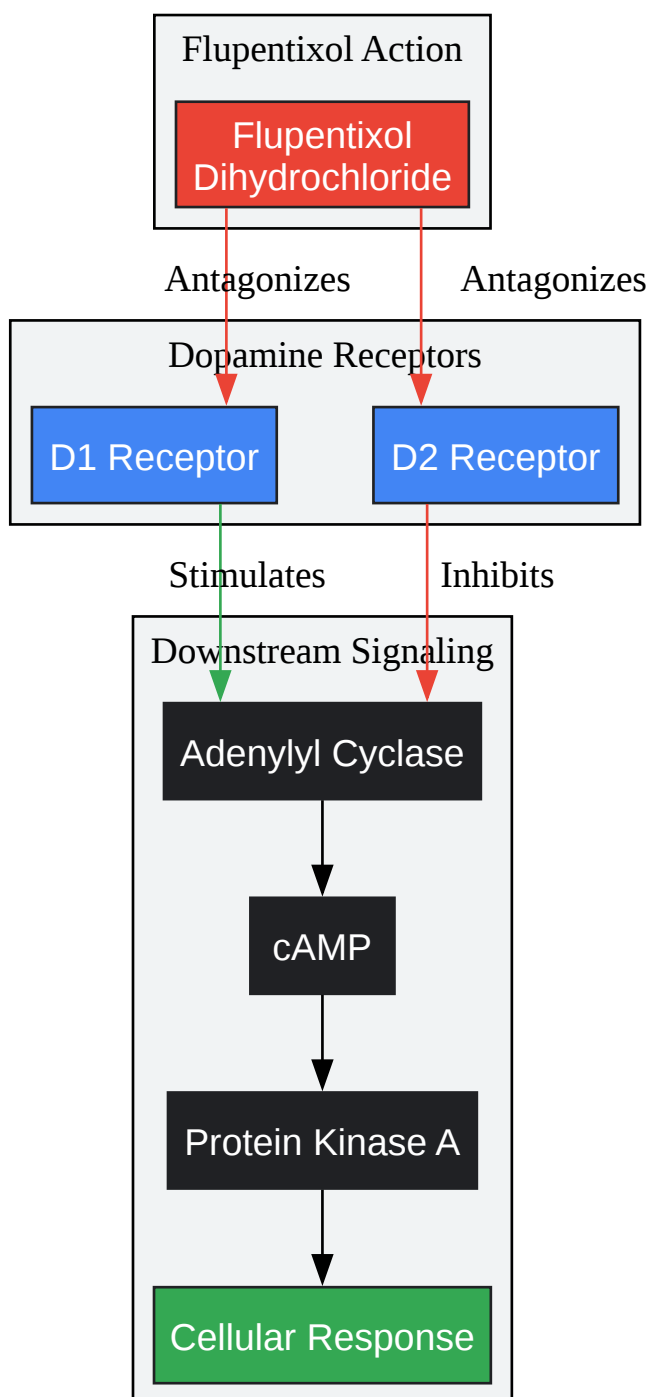 Flupentixol Action
Flupentixol
Dihydrochloride
Antagonizes
Antagonizes
Dopamine Receptors
D1 Receptor
D2 Receptor
Stimulates
Inhibits
Downstream Signaling
Adenylyl Cyclase
cAMP
Protein Kinase A
Cellular Response